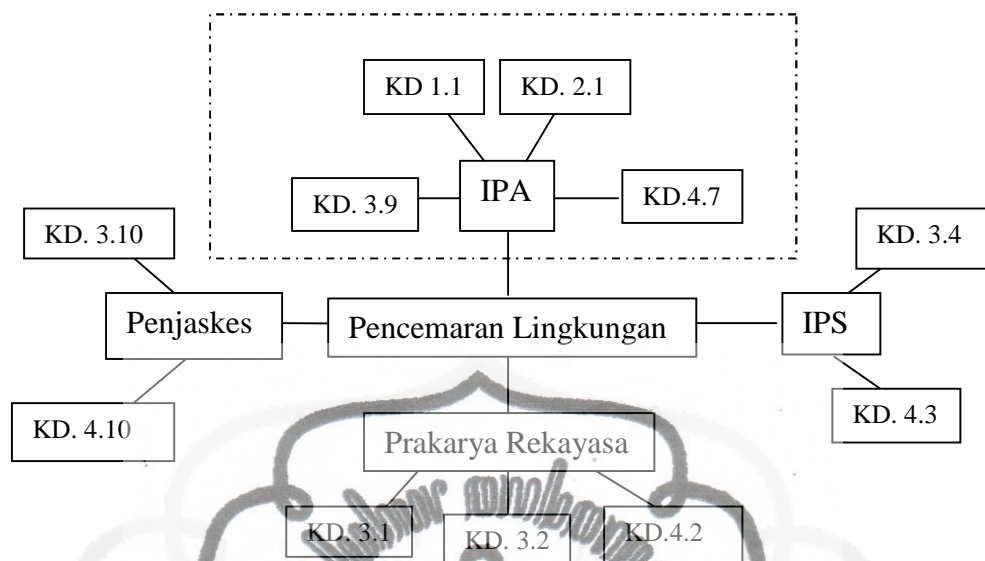 KD 1.1
KD. 2.1
IPA
KD. 3.9
KD.4.7
KD. 3.10
KD. 3.4
Penjaskes
Pencemaran Lingkungan
IPS
KD. 4.10
KD. 4.3
Prakarya Rekayasa
KD. 3.1
KD. 3.2
KD.4.2